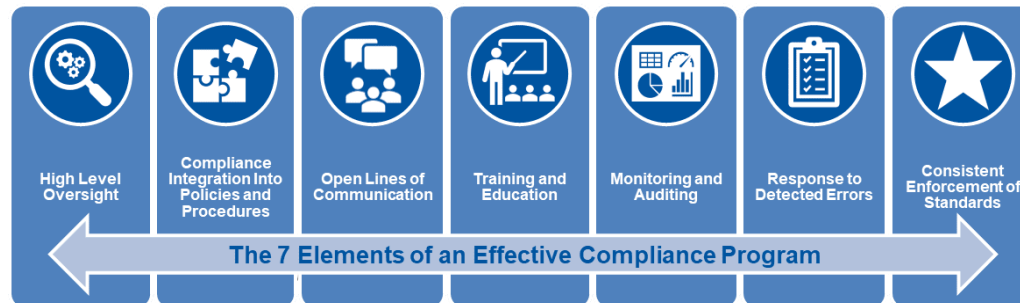 High Level
Oversight
Compliance
Integration Into
Policies and
Procedures
Open Lines of
Communication
Training and
Education
Monitoring and
Auditing
Response to
Detected Errors
Consistent
Enforcement of
Standards
The 7 Elements of an Effective Compliance Program